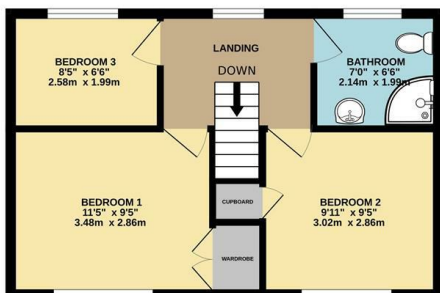 BEDROOM 3
8'5" x 6'6"
2.58m x 1.99m
LANDING
DOWN
BATHROOM
7'0" x 6'6"
2.14m x 1.99m
BEDROOM 1
11'5" x 9'5"
3.48m x 2.86m
CUPBOARD
WARDROBE
BEDROOM 2
9'11" x 9'5"
3.02m x 2.86m